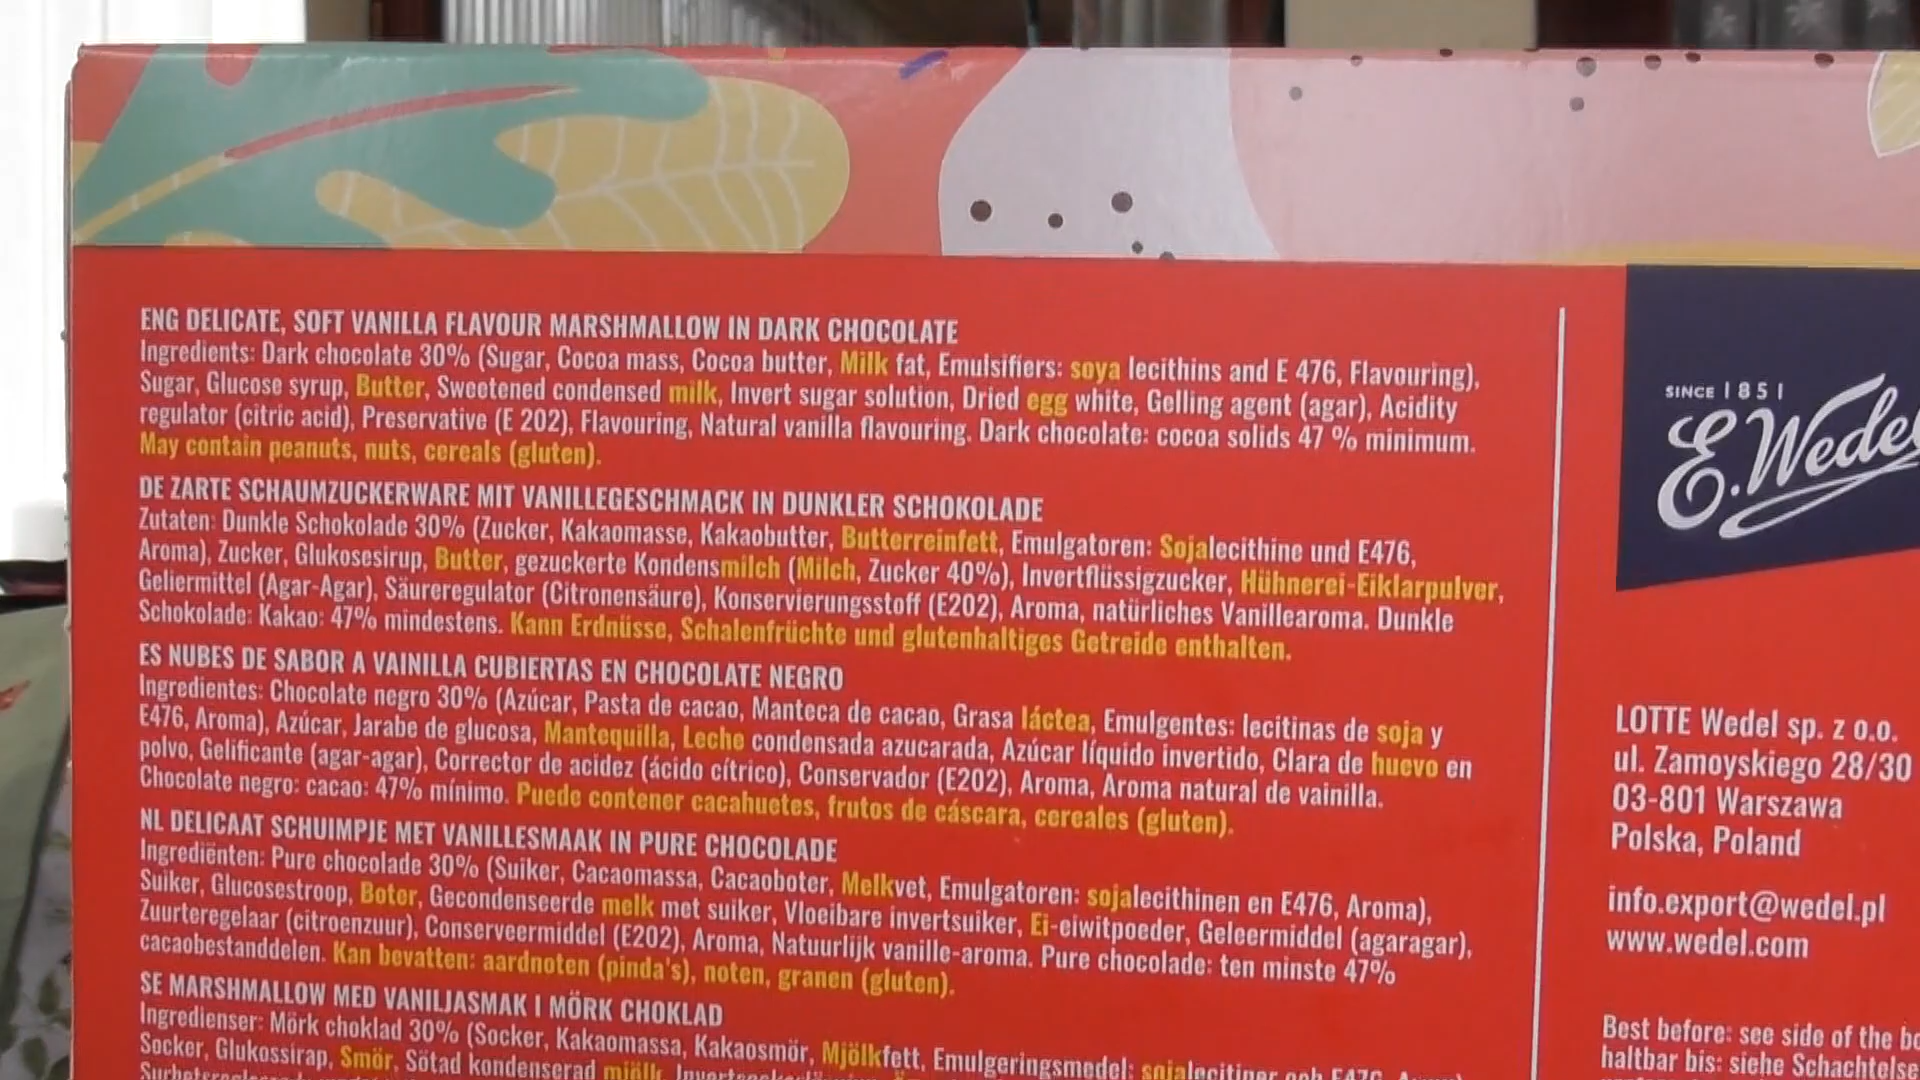 ENG DELICATE, SOFT VANILLA FLAVOUR MARSHMALLOW IN DARK CHOCOLATE
Ingredients: Dark chocolate 30% (Sugar, Cocoa mass, Cocoa butter, Milk fat, Emulsifiers: soya lecithins and E 476, Flavouring),
Sugar, Glucose syrup, Butter, Sweetened condensed milk, Invert sugar solution, Dried egg white, Gelling agent (agar), Acidity
regulator (citric acid), Preservative (E 202), Flavouring, Natural vanilla flavouring. Dark chocolate: cocoa solids 47 % minimum.
May contain peanuts, nuts, cereals (gluten).
DE ZARTE SCHAUMZUCKERWARE MIT VANILLEGESCHMACK IN DUNKLER SCHOKOLADE
Zutaten: Dunkle Schokolade 30% (Zucker, Kakaomasse, Kakaobutter, Butterreinfett, Emulgatoren: Sojalecithine und E476,
Aroma), Zucker, Glukosesirup, Butter, gezuckerte Kondensmilch (Milch, Zucker 40%), Invertflüssigzucker, Hühnerei-Eiklarpulver,
Geliermittel (Agar-Agar), Säureregulator (Citronensäure), Konservierungsstoff (E202), Aroma, natürliches Vanillearoma. Dunkle
Schokolade: Kakao: 47% mindestens. Kann Erdnüsse, Schalenfrüchte und glutenhaltiges Getreide enthalten.
ES NUBES DE SABOR A VAINILLA CUBIERTAS EN CHOCOLATE NEGRO
Ingredientes: Chocolate negro 30% (Azúcar, Pasta de cacao, Manteca de cacao, Grasa láctea, Emulgentes: lecitinas de soja y
E476, Aroma), Azúcar, Jarabe de glucosa, Mantequilla, Leche condensada azucarada, Azúcar líquido invertido, Clara de huevo en
polvo, Gelificante (agar-agar), Corrector de acidez (ácido cítrico), Conservador (E202), Aroma, Aroma natural de vainilla.
Chocolate negro: cacao: 47% mínimo. Puede contener cacahuetes, frutos de cáscara, cereales (gluten).
NL DELICAAT SCHUIMPJE MET VANILLESMAAK IN PURE CHOCOLADE
Ingrediënten: Pure chocolade 30% (Suiker, Cacaomassa, Cacaoboter, Melkvet, Emulgatoren: sojalecithinen en E476, Aroma),
Suiker, Glucosestroop, Boter, Gecondenseerde melk met suiker, Vloeibare invertsuiker, Ei-eiwitpoeder, Geleermiddel (agaragar),
Zuurteregelaar (citroenzuur), Conserveermiddel (E202), Aroma, Natuurlijk vanille-aroma. Pure chocolade: ten minste 47%
cacaobestanddelen. Kan bevatten: aardnoten (pinda's), noten, granen (gluten).
SE MARSHMALLOW MED VANILJASMAK I MÖRK CHOKLAD
Ingredienser: Mörk choklad 30% (Socker, Kakaomassa, Kakaosmör, Mjölkfett, Emulgeringsmedel: sojalecitiner och E476,
Socker, Glukossirap, Smör, Sötad kondenserad mjölk,
SINCE 1851
E. Wedel
LOTTE Wedel sp. z o.o.
ul. Zamoyskiego 28/30
03-801 Warszawa
Polska, Poland
info.export@wedel.pl
www.wedel.com
Best before: see side of the
haltbar bis: siehe